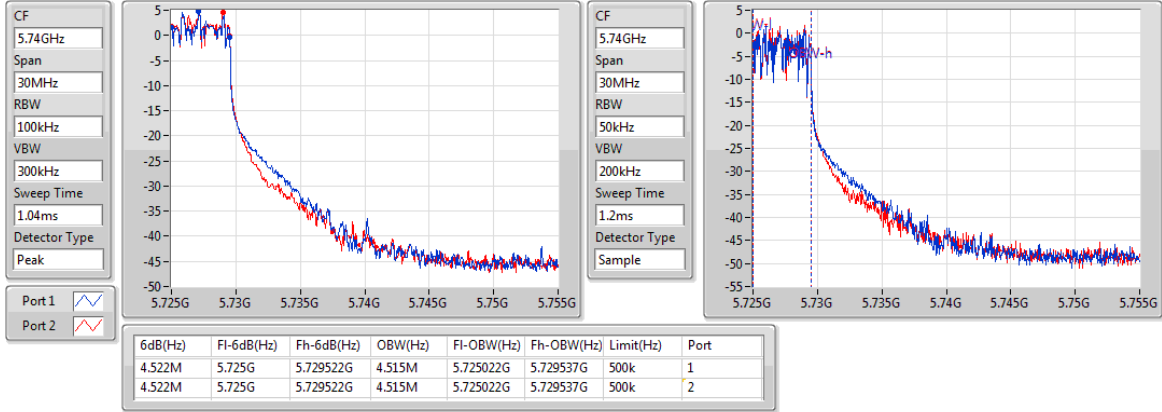 CF
5.74GHz
Span
30MHz
RBW
100kHz
VBW
300kHz
Sweep Time
1.04ms
Detector Type
Peak
5
0
-5
-10
-15
-20
-25
-30
-35
-40
-45
-50
5.725G 5.73G 5.735G 5.74G 5.745G 5.75G 5.755G
CF
5.74GHz
Span
30MHz
RBW
50kHz
VBW
200kHz
Sweep Time
1.2ms
Detector Type
Sample
5
0
-5
-10
-15
-20
-25
-30
-35
-40
-45
-50
-55
5.725G 5.73G 5.735G 5.74G 5.745G 5.75G 5.755G
Port 1
Port 2
6dB(Hz) Fl-6dB(Hz) Fh-6dB(Hz) OBW(Hz) Fl-OBW(Hz) Fh-OBW(Hz) Limit(Hz) Port
4.522M 5.725G 5.729522G 4.515M 5.725022G 5.729537G 500k 1
4.522M 5.725G 5.729522G 4.515M 5.725022G 5.729537G 500k 2